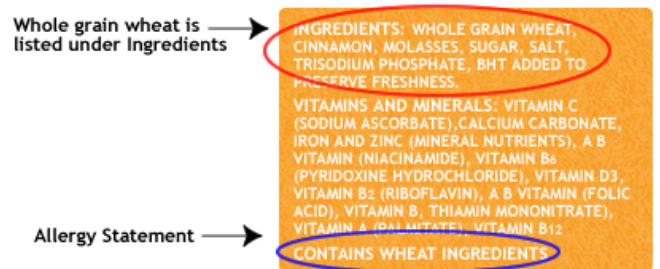 Whole grain wheat is
listed under Ingredients
INGREDIENTS: WHOLE GRAIN WHEAT,
CINNAMON, MOLASSES, SUGAR, SALT,
TRISODIUM PHOSPHATE, BHT ADDED TO
PRESERVE FRESHNESS.
VITAMINS AND MINERALS: VITAMIN C
(SODIUM ASCORBATE),CALCIUM CARBONATE,
IRON AND ZINC (MINERAL NUTRIENTS), A B
VITAMIN (NIACINAMIDE), VITAMIN B6
(PYRIDOXINE HYDROCHLORIDE), VITAMIN D3,
VITAMIN B2 (RIBOFLAVIN), A B VITAMIN (FOLIC
ACID), VITAMIN B, THIAMIN MONONITRATE),
VITAMIN A (PALMITATE), VITAMIN B12
Allergy Statement
CONTAINS WHEAT INGREDIENTS